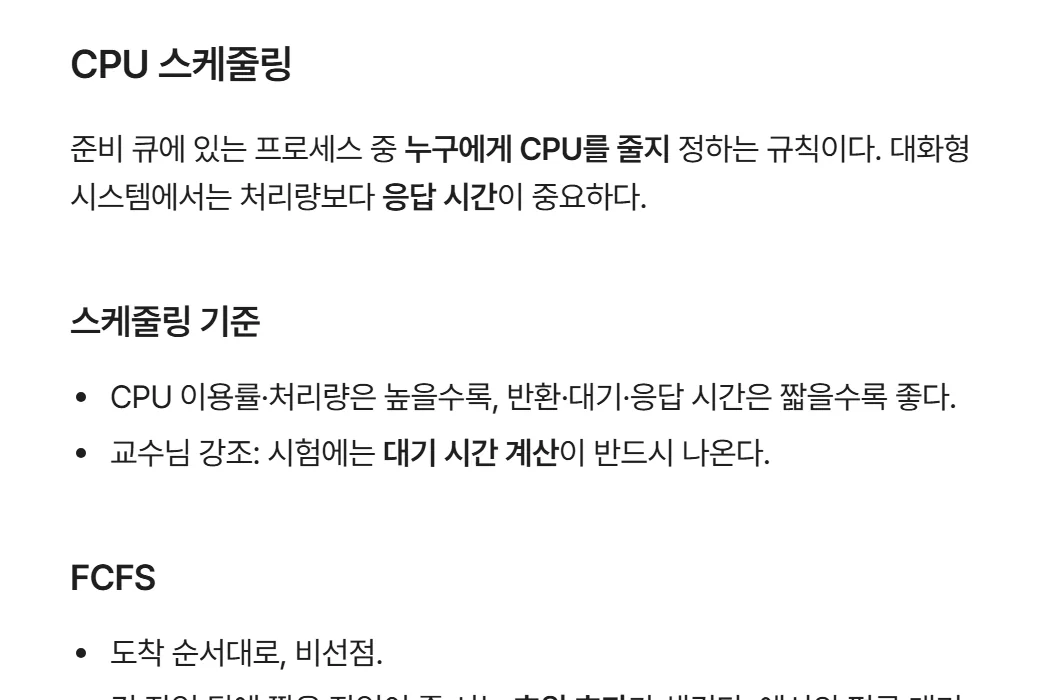 CPU 스케줄링
준비 큐에 있는 프로세스 중 누구에게 CPU를 줄지 정하는 규칙이다. 대화형
시스템에서는 처리량보다 응답 시간이 중요하다.
스케줄링 기준
• CPU 이용률·처리량은 높을수록, 반환·대기·응답 시간은 짧을수록 좋다.
• 교수님 강조: 시험에는 대기 시간 계산이 반드시 나온다.
FCFS
• 도착 순서대로, 비선점.